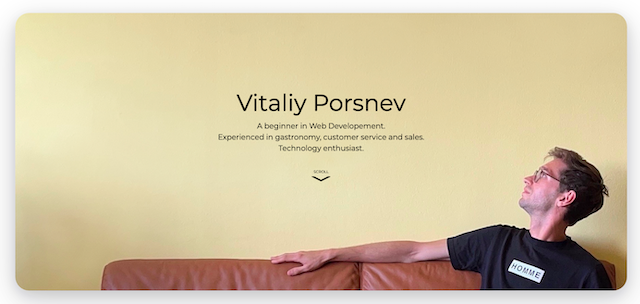 Vitaliy Porsnev
A beginner in Web Developement.
Experienced in gastronomy, customer service and sales.
Technology enthusiast.
SCROLL
HOMME